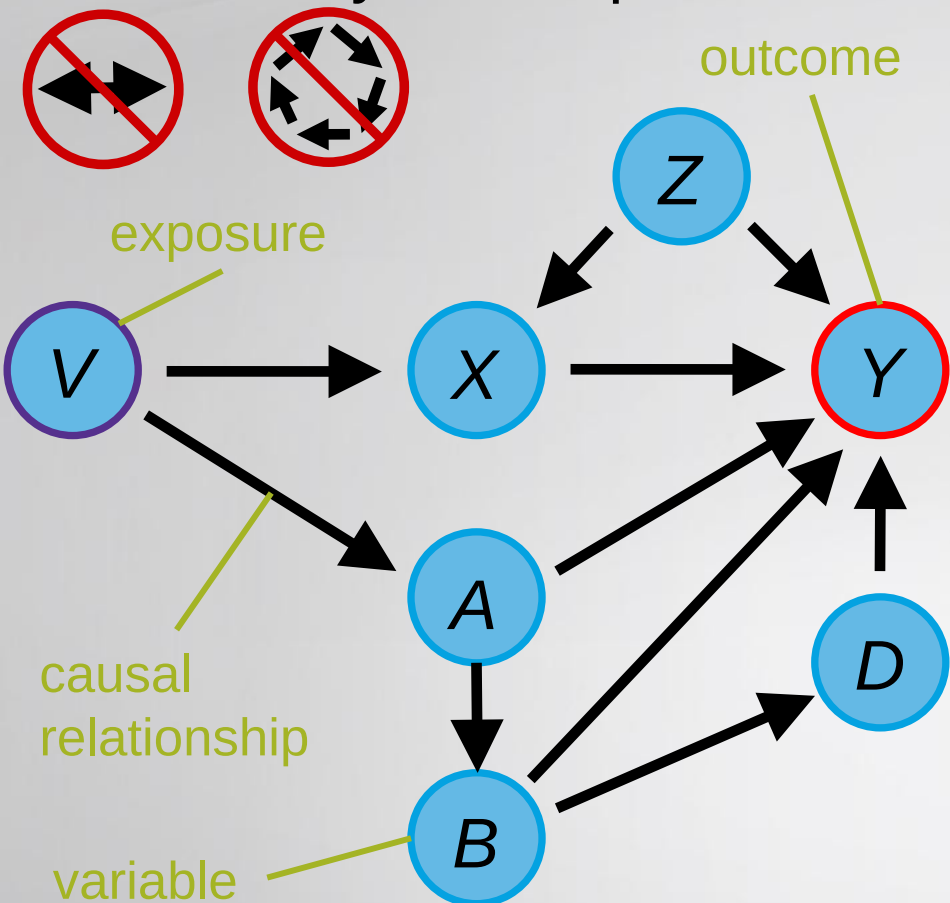 outcome
Z
exposure
V
X
Y
A
causal
relationship
D
B
variable